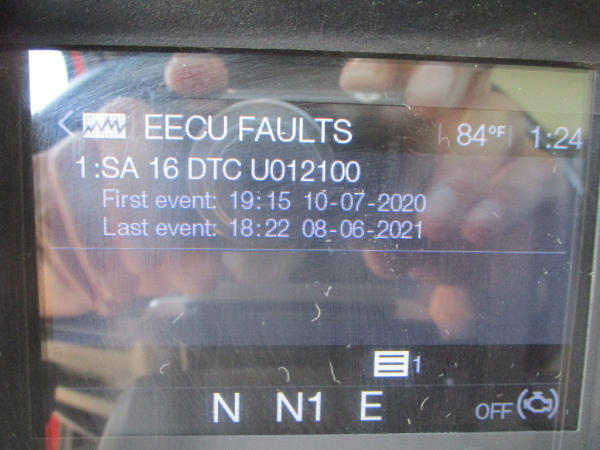 EECU FAULTS 84°F 1:24
1:SA 16 DTC U012100
First event: 19:15 10-07-2020
Last event: 18:22 08-06-2021
1
N N1 E OFF